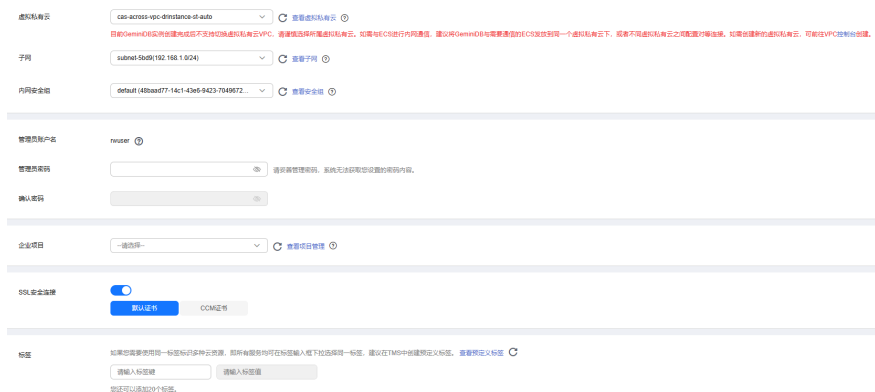 虚拟私有云 cas-across-vpc-drinstance-st-auto 查看虚拟私有云
目前GeminiDB实例创建完成后不支持切换虚拟私有云VPC，请谨慎选择所属虚拟私有云。如需与ECS进行内网通信，建议将GeminiDB与需要通信的ECS发放到同一个虚拟私有云下，或者不同虚拟私有云之间配置对等连接。如需创建新的虚拟私有云，可前往VPC控制台创建。
子网 subnet-5bd9(192.168.1.0/24) 查看子网
内网安全组 default (48baad77-14c1-43e6-9423-7049672... 查看安全组
管理员账户名 rwuser
管理员密码 请妥善管理密码，系统无法获取您设置的密码内容。
确认密码
企业项目 --请选择-- 查看项目管理
SSL安全连接
默认证书 CCM证书
标签 如果您需要使用同一标签标识多种云资源，即所有服务均可在标签输入框下拉选择同一标签，建议在TMS中创建预定义标签。 查看预定义标签
请输入标签键 请输入标签值
您还可以添加20个标签。